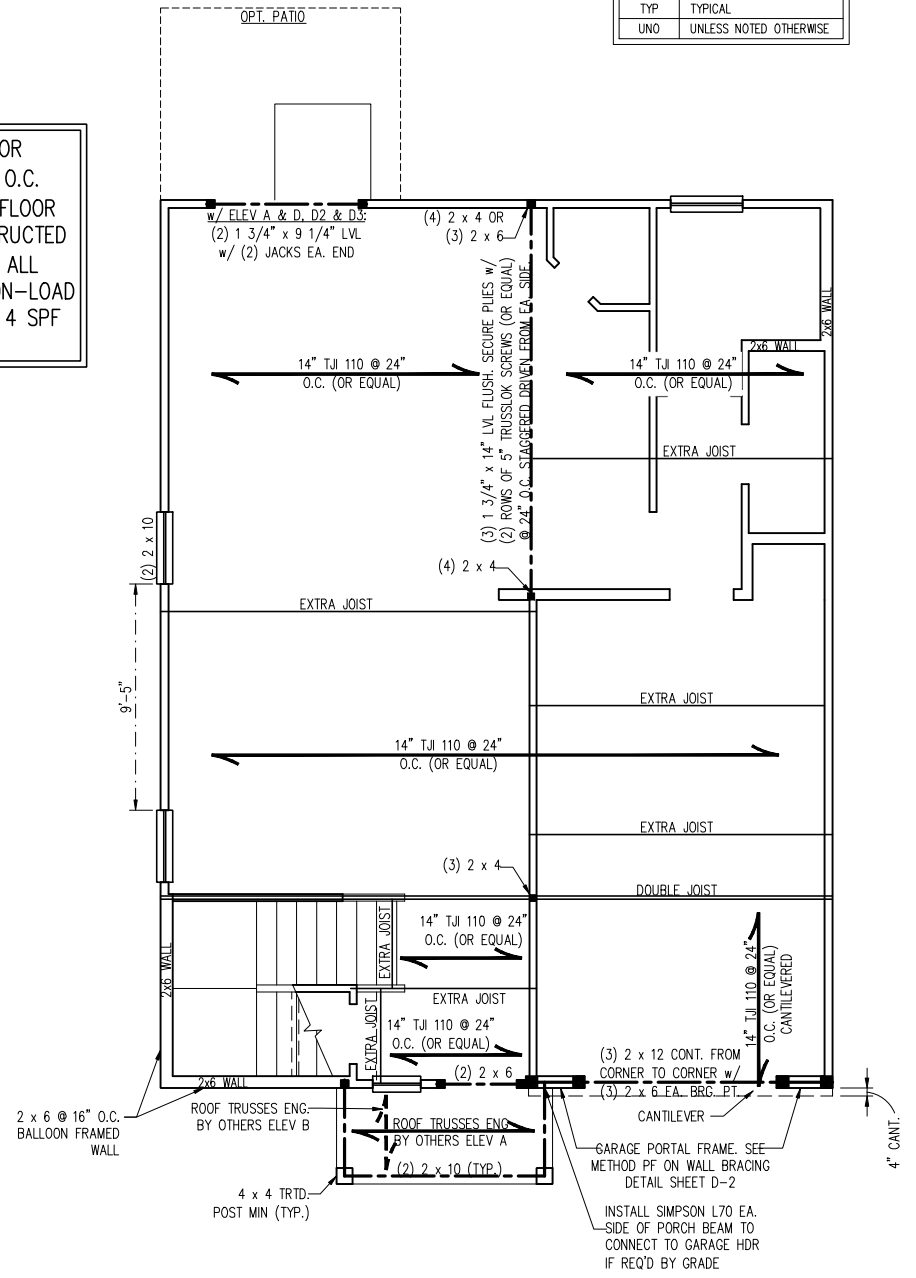 OPT. PATIO
TYP TYPICAL
UNO UNLESS NOTED OTHERWISE
OR
O.C.
FLOOR
RUCTED
ALL
ON-LOAD
4 SPF
w/ ELEV A & D, D2 & D3:
(2) 1 3/4" x 9 1/4" LVL
w/ (2) JACKS EA. END
(4) 2 x 4 OR
(3) 2 x 6
2x6 WALL
2x6 WALL
14" TJI 110 @ 24"
O.C. (OR EQUAL)
(3) 1 3/4" x 14" LVL FLUSH. SECURE PLIES w/
(2) ROWS OF 5" TRUSSLOK SCREWS (OR EQUAL)
@ 24" O.C. STAGGERED DRIVEN FROM EA. SIDE.
14" TJI 110 @ 24"
O.C. (OR EQUAL)
EXTRA JOIST
(2) 2 x 10
(4) 2 x 4
EXTRA JOIST
9'-5"
EXTRA JOIST
14" TJI 110 @ 24"
O.C. (OR EQUAL)
EXTRA JOIST
(3) 2 x 4
DOUBLE JOIST
2x6 WALL
EXTRA JOIST
14" TJI 110 @ 24"
O.C. (OR EQUAL)
14" TJI 110 @ 24"
O.C. (OR EQUAL)
CANTILEVERED
EXTRA JOIST
EXTRA JOIST
14" TJI 110 @ 24"
O.C. (OR EQUAL)
(2) 2 x 6
(3) 2 x 12 CONT. FROM
CORNER TO CORNER w/
(3) 2 x 6 EA. BRG. PT.
2x6 WALL
CANTILEVER
4" CANT.
2 x 6 @ 16" O.C.
BALLOON FRAMED
WALL
ROOF TRUSSES ENG.
BY OTHERS ELEV B
ROOF TRUSSES ENG
BY OTHERS ELEV A
(2) 2 x 10 (TYP.)
GARAGE PORTAL FRAME. SEE
METHOD PF ON WALL BRACING
DETAIL SHEET D-2
4 x 4 TRTD.
POST MIN (TYP.)
INSTALL SIMPSON L70 EA.
SIDE OF PORCH BEAM TO
CONNECT TO GARAGE HDR
IF REQ'D BY GRADE